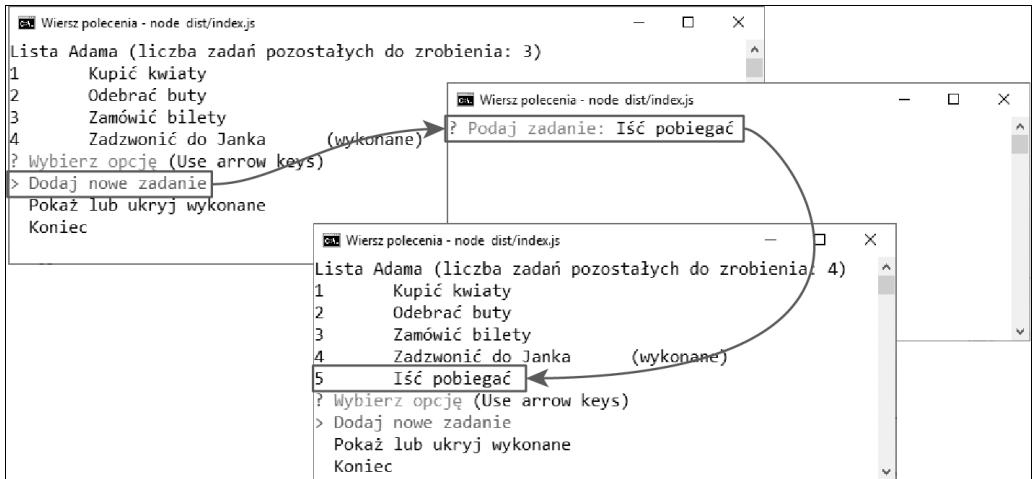 Wiersz polecenia - node dist/index.js
Lista Adama (liczba zadań pozostałych do zrobienia: 3)
1 Kupić kwiaty
2 Odebrać buty
3 Zamówić bilety
4 Zadzwonić do Janka (wykonane)
? Wybierz opcję (Use arrow keys)
> Dodaj nowe zadanie
Pokaż lub ukryj wykonane
Koniec
Wiersz polecenia - node dist/index.js
? Podaj zadanie: Iść pobiegać
Wiersz polecenia - node dist/index.js
Lista Adama (liczba zadań pozostałych do zrobienia: 4)
1 Kupić kwiaty
2 Odebrać buty
3 Zamówić bilety
4 Zadzwonić do Janka (wykonane)
5 Iść pobiegać
? Wybierz opcję (Use arrow keys)
> Dodaj nowe zadanie
Pokaż lub ukryj wykonane
Koniec